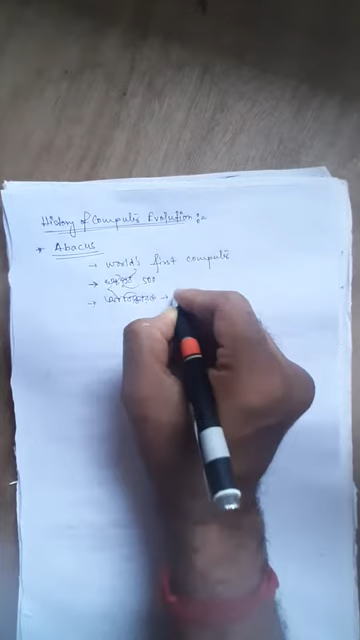 History of Computer Evolution :-
* Abacus
→ World's first computer
→ 500
→